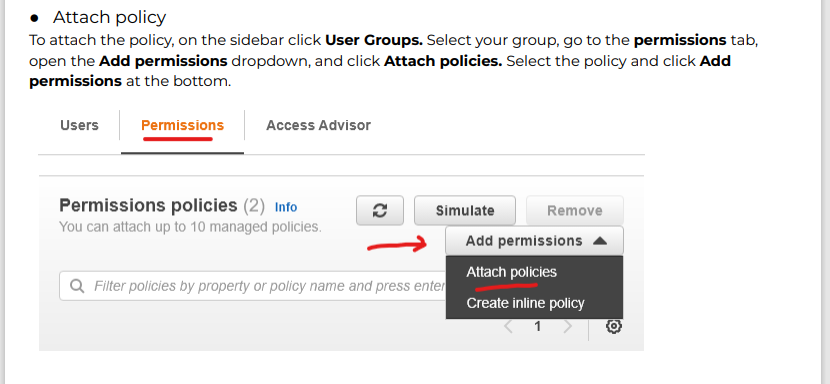 ● Attach policy
To attach the policy, on the sidebar click User Groups. Select your group, go to the permissions tab,
open the Add permissions dropdown, and click Attach policies. Select the policy and click Add
permissions at the bottom.
Users Permissions Access Advisor
Permissions policies (2) Info
You can attach up to 10 managed policies.
Simulate Remove
Add permissions
Filter policies by property or policy name and press enter
Attach policies
Create inline policy
1